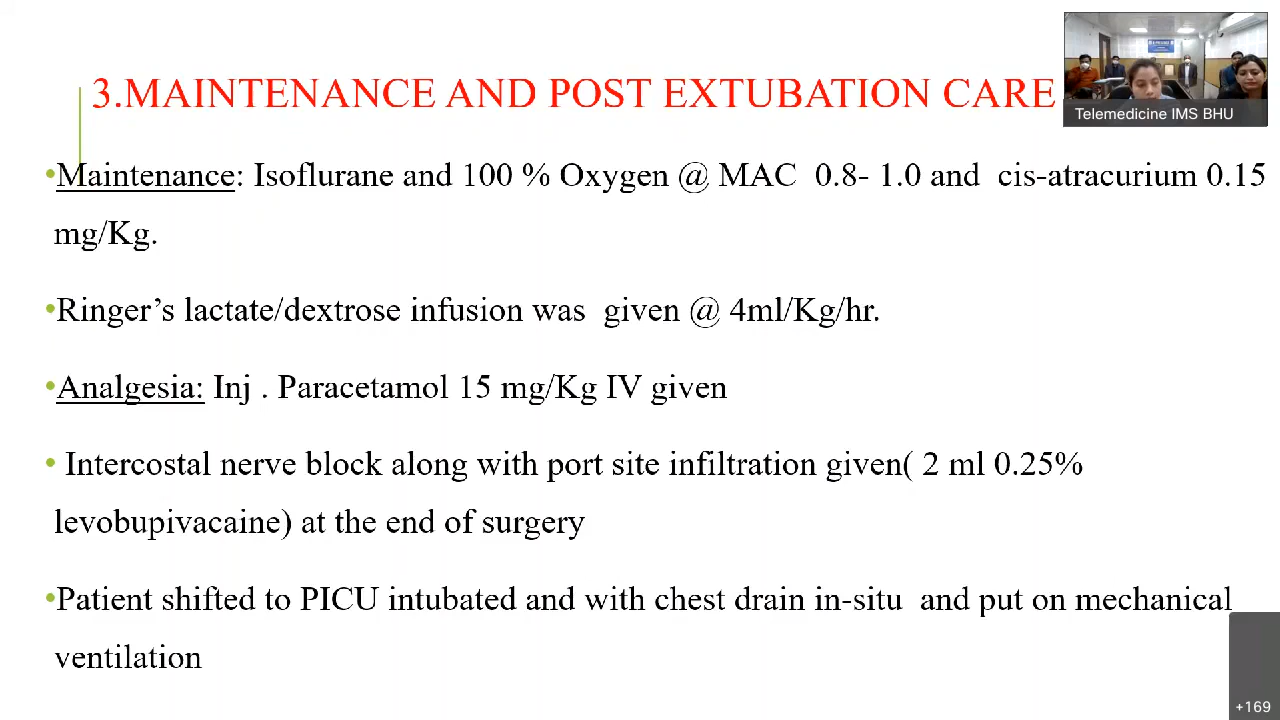 3.MAINTENANCE AND POST EXTUBATION CARE
Telemedicine IMS BHU
•Maintenance: Isoflurane and 100 % Oxygen @ MAC 0.8- 1.0 and cis-atracurium 0.15
mg/Kg.
•Ringer’s lactate/dextrose infusion was given @ 4ml/Kg/hr.
•Analgesia: Inj . Paracetamol 15 mg/Kg IV given
• Intercostal nerve block along with port site infiltration given( 2 ml 0.25%
levobupivacaine) at the end of surgery
•Patient shifted to PICU intubated and with chest drain in-situ and put on mechanical
ventilation
+169